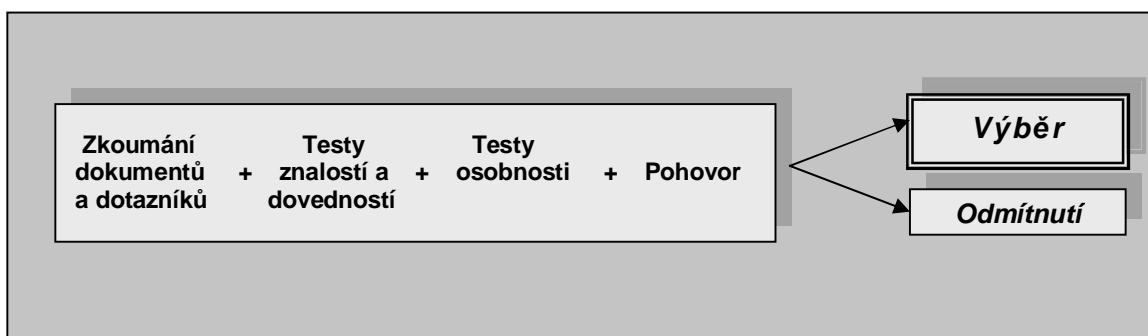 Zkoumání
dokumentů
a dotazníků
+
Testy
znalostí a
dovedností
+
Testy
osobnosti
+
Pohovor
Výběr
Odmítnutí